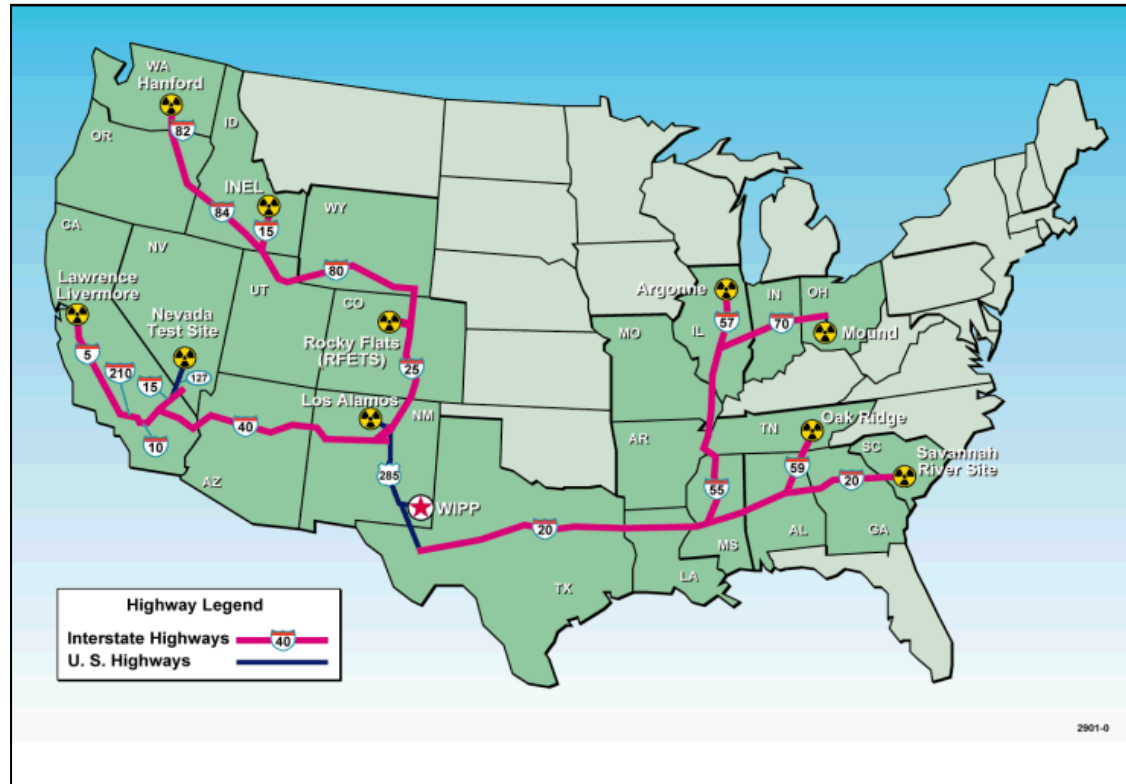 WA
Hanford
82
OR
ID
INEL
84
15
WY
CA
NV
80
Lawrence
Livermore
UT
CO
Argonne
IN
OH
Nevada
Test Site
MO
IL
57
70
Mound
5
Rocky Flats
(RFETS)
210
15
127
25
Los Alamos
NM
40
10
AZ
AR
TN
Oak Ridge
SC
Savannah
River Site
59
20
285
WIPP
55
20
MS
AL
GA
LA
TX
Highway Legend
Interstate Highways 40
U. S. Highways
2901-0